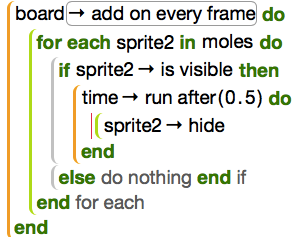 board → add on every frame do
for each sprite2 in moles do
if sprite2 → is visible then
time → run after(0.5) do
sprite2 → hide
end
else do nothing end if
end for each
end